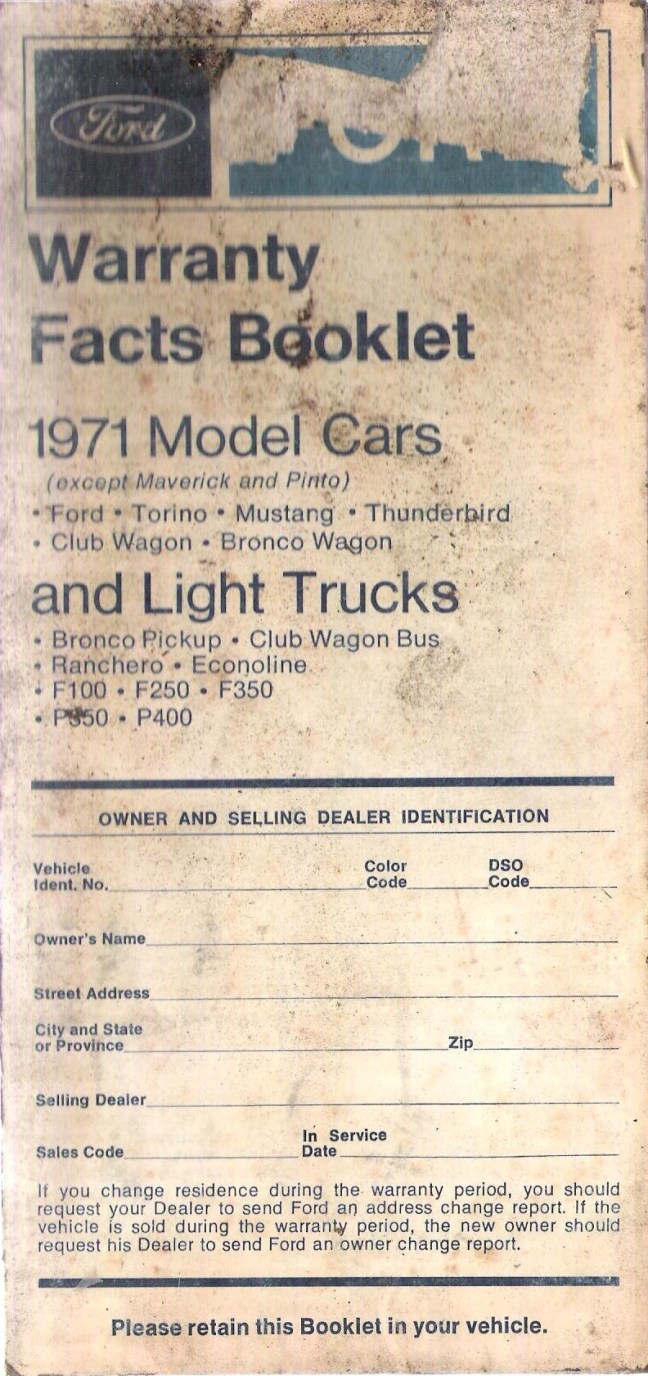 Ford
Warranty
Facts Booklet
1971 Model Cars
(except Maverick and Pinto)
• Ford • Torino • Mustang • Thunderbird
• Club Wagon • Bronco Wagon
and Light Trucks
• Bronco Pickup • Club Wagon Bus
• Ranchero • Econoline
• F100 • F250 • F350
• P350 • P400
OWNER AND SELLING DEALER IDENTIFICATION
Vehicle Color DSO
Ident. No. Code Code
Owner's Name
Street Address
City and State
or Province Zip
Selling Dealer
In Service
Sales Code Date
If you change residence during the warranty period, you should
request your Dealer to send Ford an address change report. If the
vehicle is sold during the warranty period, the new owner should
request his Dealer to send Ford an owner change report.
Please retain this Booklet in your vehicle.